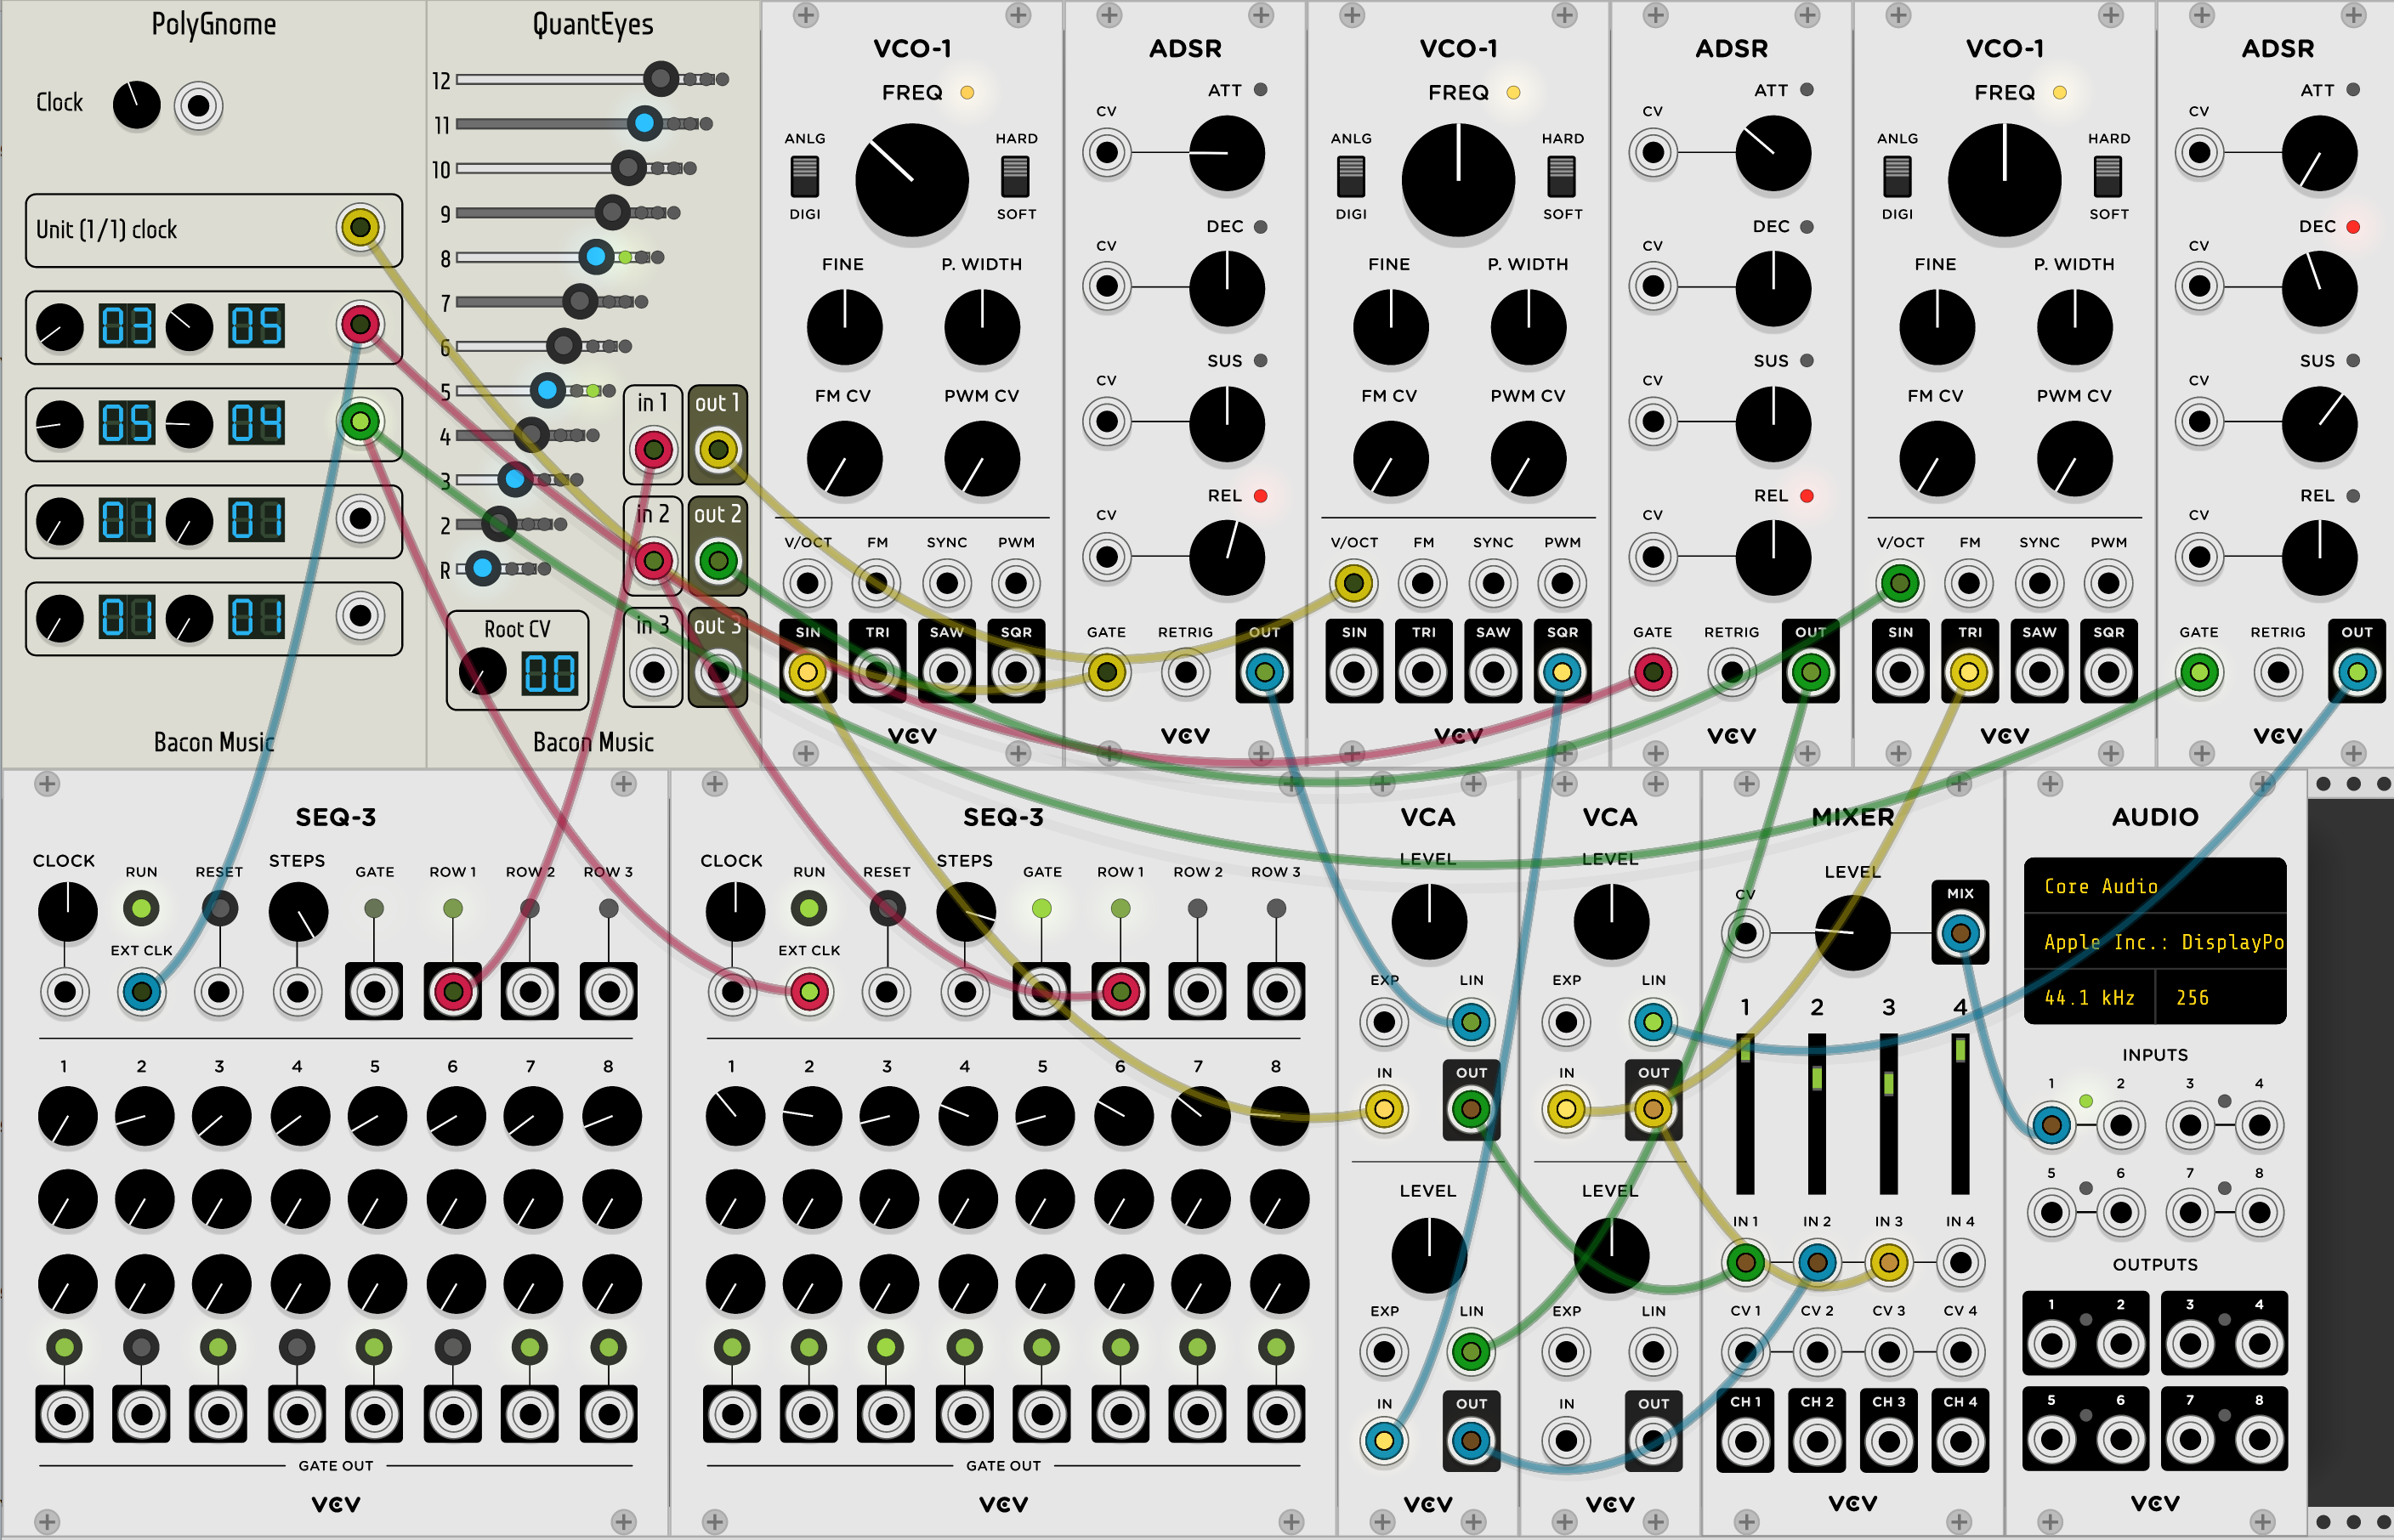 PolyGnome
Clock
Unit (1/1) clock
03 05
05 04
01 01
01 01
Bacon Music
QuantEyes
12
11
10
9
8
7
6
5
4
3
2
R
in 1 out 1
in 2 out 2
in 3 out 3
Root CV
00
Bacon Music
VCO-1
FREQ
ANLG HARD
DIGI SOFT
FINE P. WIDTH
FM CV PWM CV
V/OCT FM SYNC PWM
SIN TRI SAW SQR
VCV
ADSR
ATT
CV
DEC
CV
SUS
CV
REL
CV
GATE RETRIG OUT
VCV
VCO-1
FREQ
ANLG HARD
DIGI SOFT
FINE P. WIDTH
FM CV PWM CV
V/OCT FM SYNC PWM
SIN TRI SAW SQR
VCV
ADSR
ATT
CV
DEC
CV
SUS
CV
REL
CV
GATE RETRIG OUT
VCV
VCO-1
FREQ
ANLG HARD
DIGI SOFT
FINE P. WIDTH
FM CV PWM CV
V/OCT FM SYNC PWM
SIN TRI SAW SQR
VCV
ADSR
ATT
CV
DEC
CV
SUS
CV
REL
CV
GATE RETRIG OUT
VCV
SEQ-3
CLOCK RUN RESET STEPS GATE ROW 1 ROW 2 ROW 3
EXT CLK
1 2 3 4 5 6 7 8
GATE OUT
VCV
SEQ-3
CLOCK RUN RESET STEPS GATE ROW 1 ROW 2 ROW 3
EXT CLK
1 2 3 4 5 6 7 8
GATE OUT
VCV
VCA
LEVEL
EXP LIN
IN OUT
LEVEL
EXP LIN
IN OUT
VCV
VCA
LEVEL
EXP LIN
IN OUT
LEVEL
EXP LIN
IN OUT
VCV
MIXER
LEVEL
CV MIX
1 2 3 4
IN 1 IN 2 IN 3 IN 4
CV 1 CV 2 CV 3 CV 4
CH 1 CH 2 CH 3 CH 4
VCV
AUDIO
Core Audio
Apple Inc.: DisplayPo
44.1 kHz 256
INPUTS
1 2 3 4
5 6 7 8
OUTPUTS
1 2 3 4
5 6 7 8
VCV